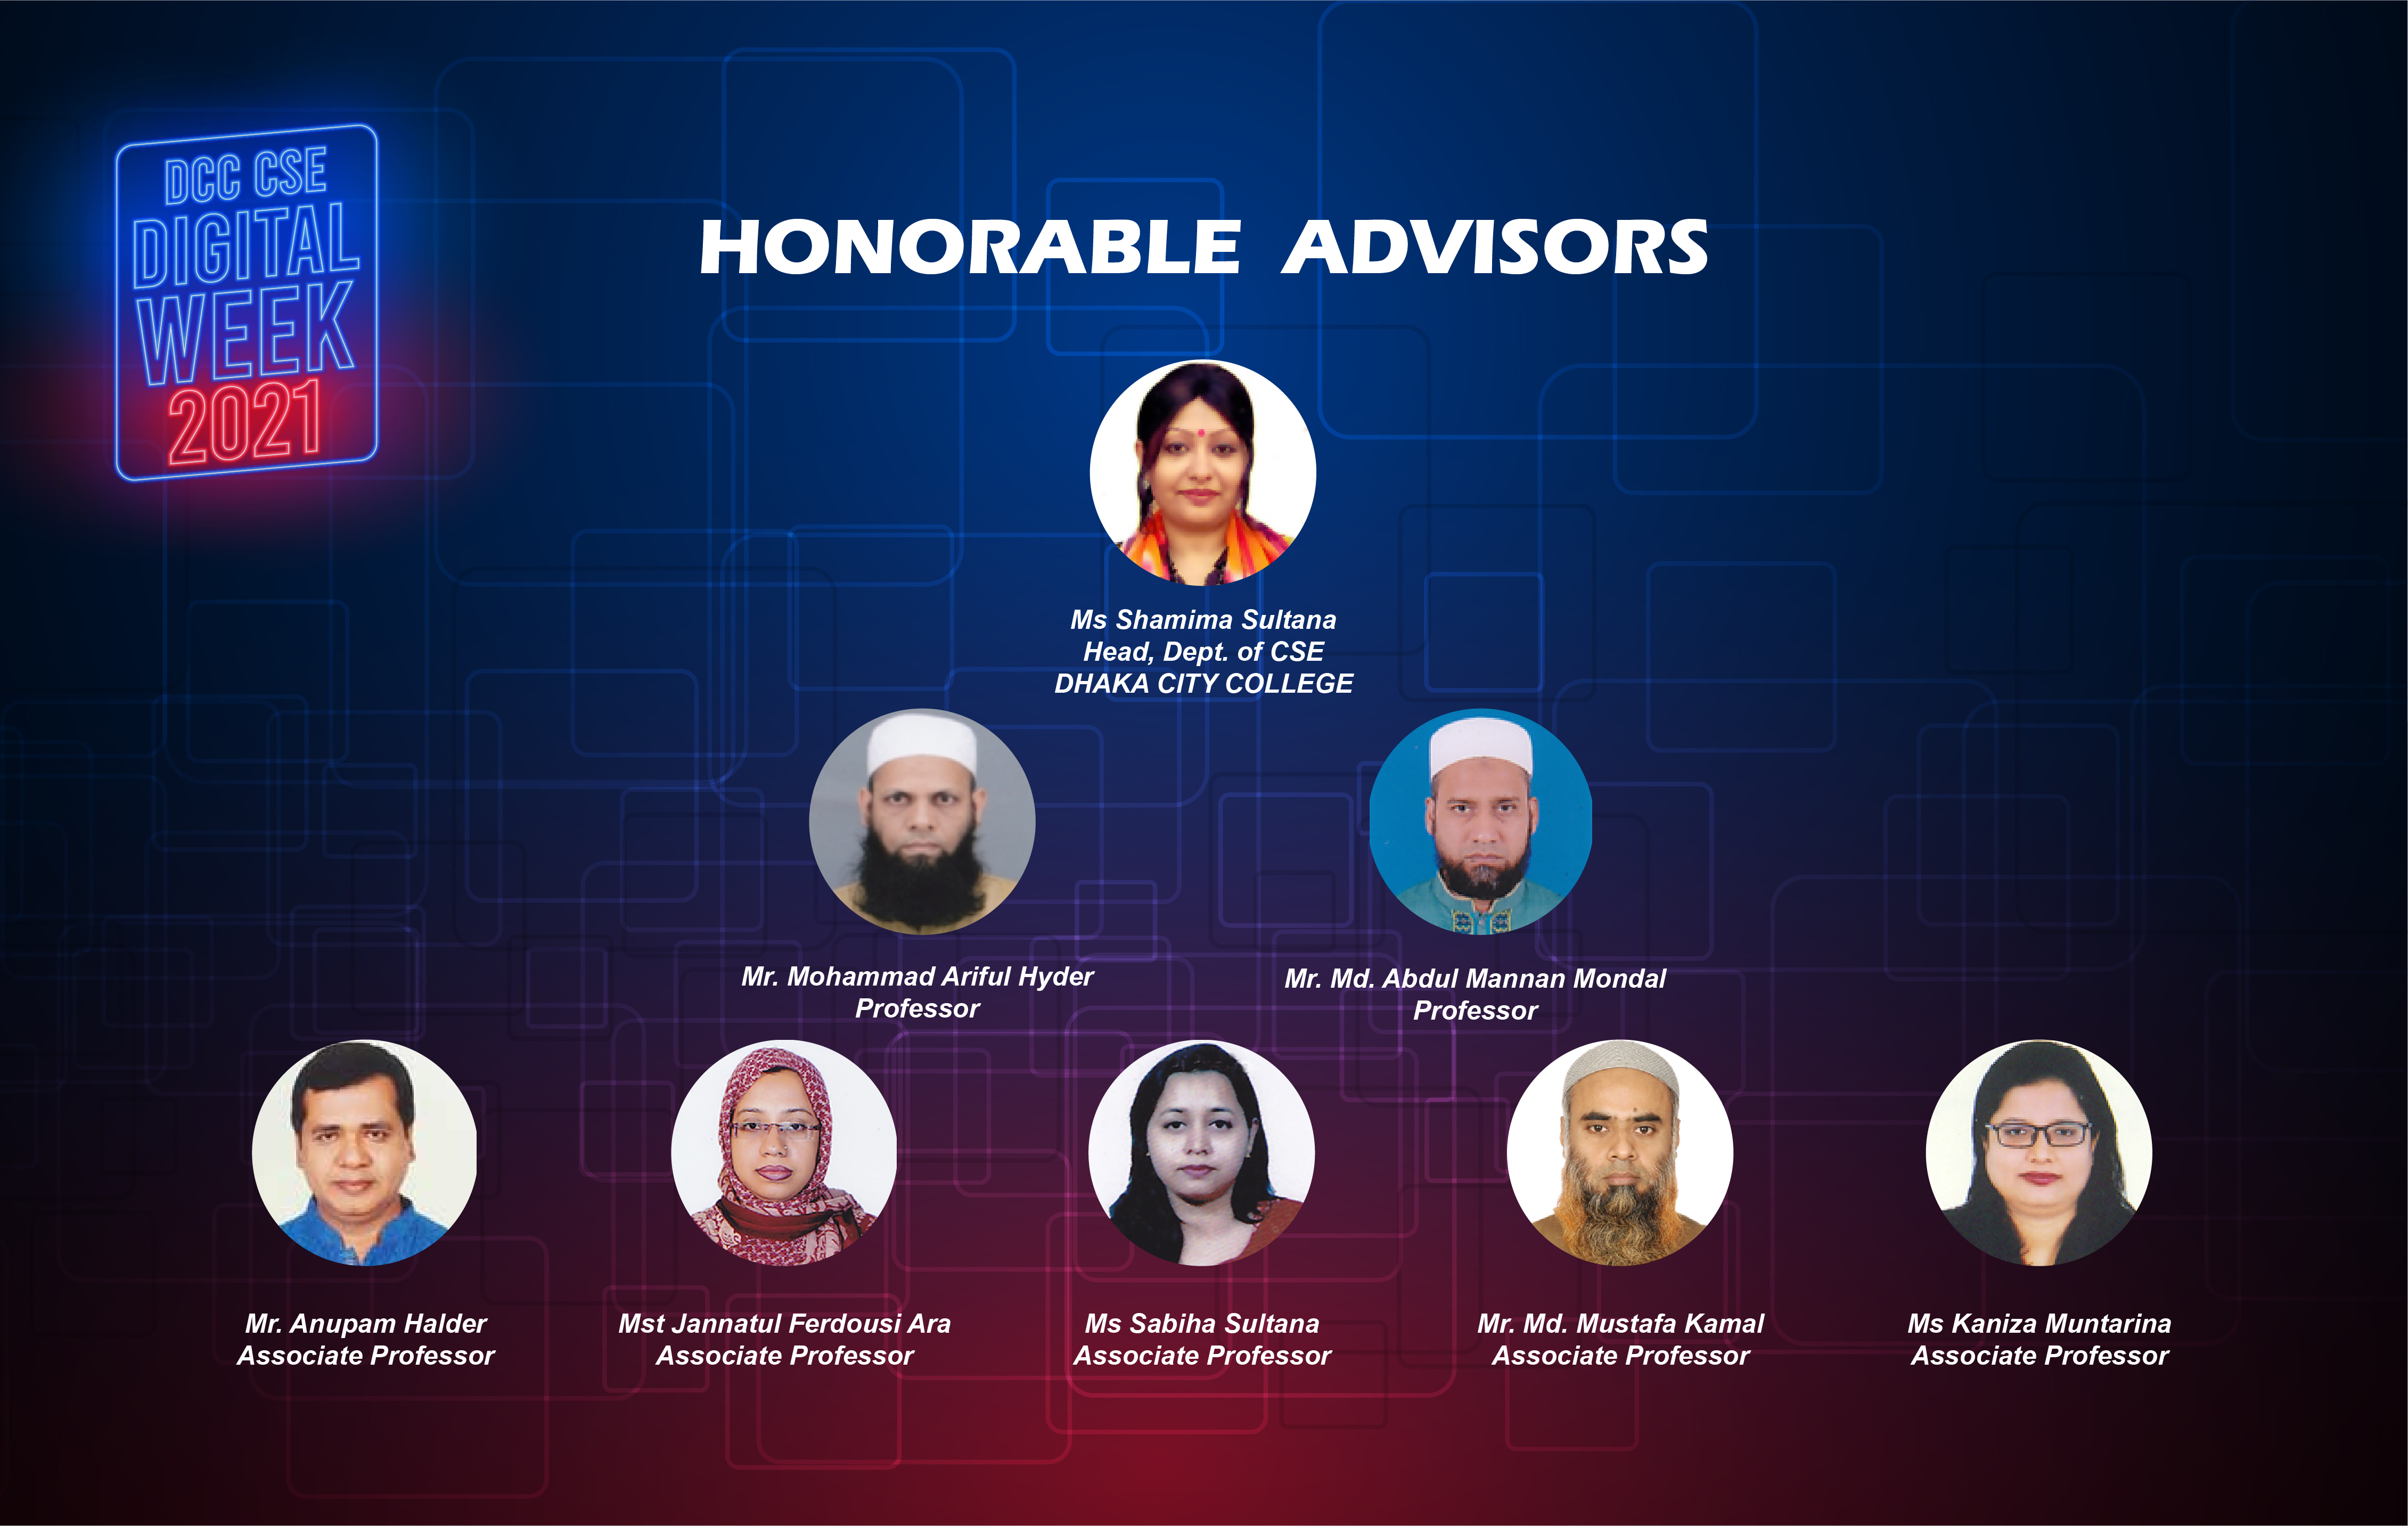 DCC CSE
DIGITAL
WEEK
2021
HONORABLE ADVISORS
Ms Shamima Sultana
Head, Dept. of CSE
DHAKA CITY COLLEGE
Mr. Mohammad Ariful Hyder
Professor
Mr. Md. Abdul Mannan Mondal
Professor
Mr. Anupam Halder
Associate Professor
Mst Jannatul Ferdousi Ara
Associate Professor
Ms Sabiha Sultana
Associate Professor
Mr. Md. Mustafa Kamal
Associate Professor
Ms Kaniza Muntarina
Associate Professor